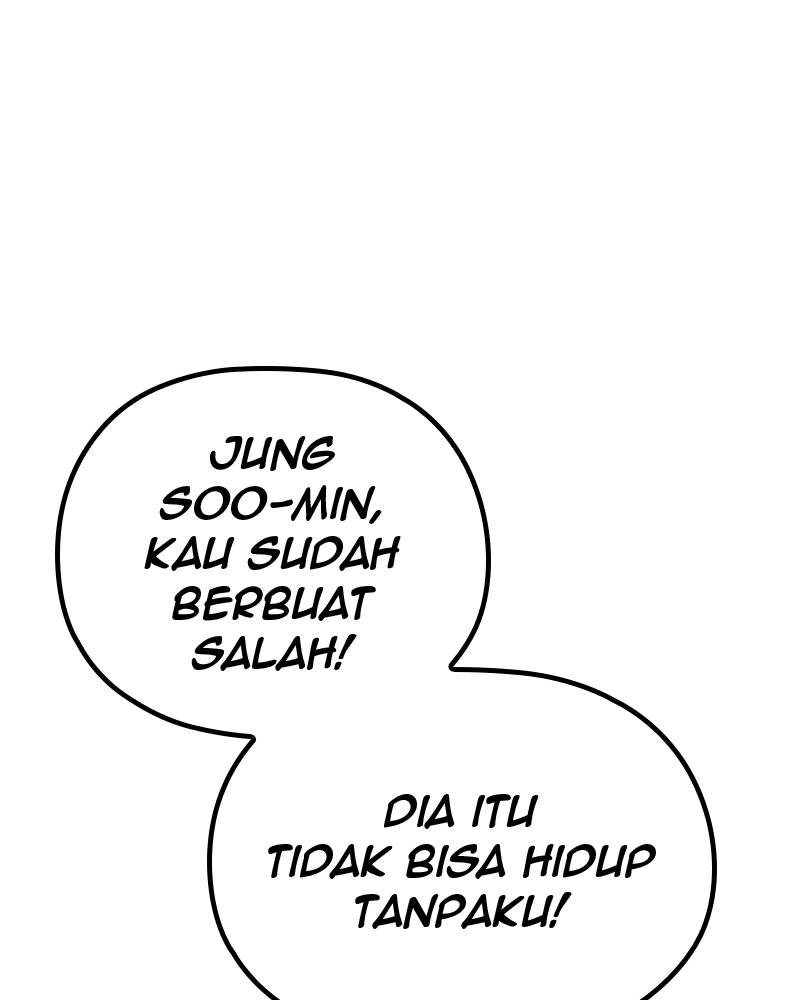 JUNG
SOO-MIN,
KAU SUDAH
BERBUAT
SALAH!
DIA ITU
TIDAK BISA HIDUP
TANPAKU!